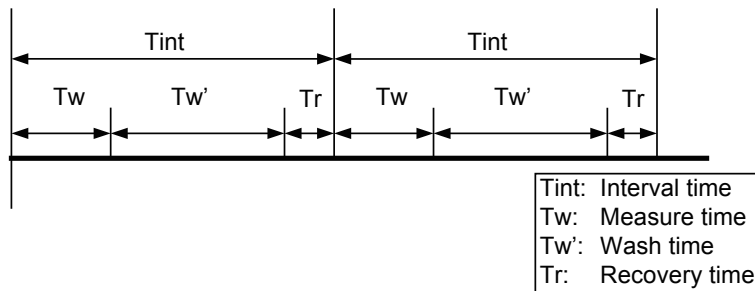 Tint Tint
Tw Tw’ Tr Tw Tw’ Tr
Tint: Interval time
Tw: Measure time
Tw’: Wash time
Tr: Recovery time